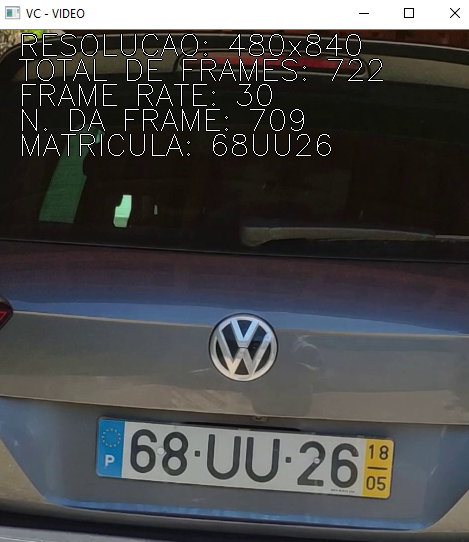 VC - VIDEO
RESOLUCAO: 480x840
TOTAL DE FRAMES: 722
FRAME RATE: 30
N. DA FRAME: 709
MATRICULA: 68UU26
P 68·UU·26 18
05